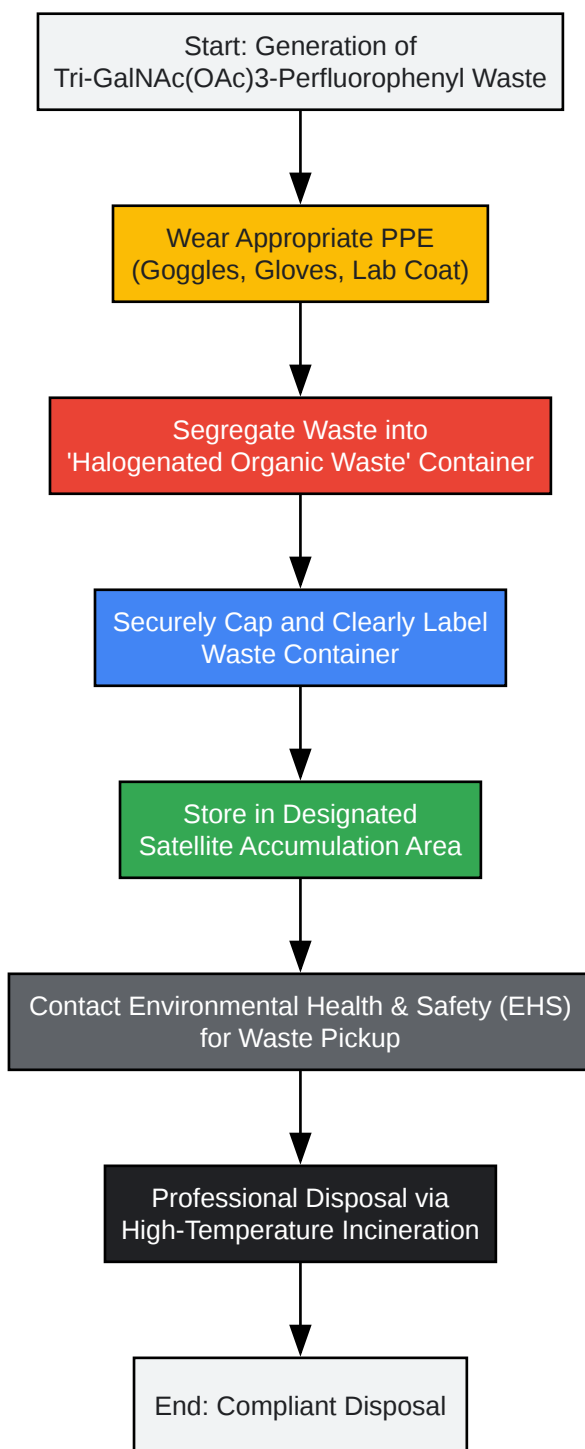 Start: Generation of
Tri-GalNAc(OAc)3-Perfluorophenyl Waste
Wear Appropriate PPE
(Goggles, Gloves, Lab Coat)
Segregate Waste into
'Halogenated Organic Waste' Container
Securely Cap and Clearly Label
Waste Container
Store in Designated
Satellite Accumulation Area
Contact Environmental Health & Safety (EHS)
for Waste Pickup
Professional Disposal via
High-Temperature Incineration
End: Compliant Disposal